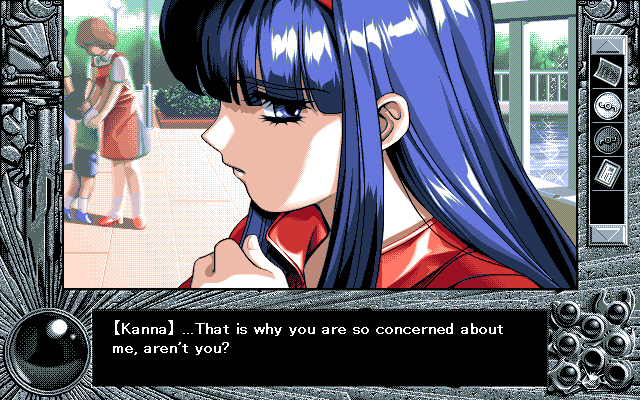 【Kanna】...That is why you are so concerned about
me, aren't you?